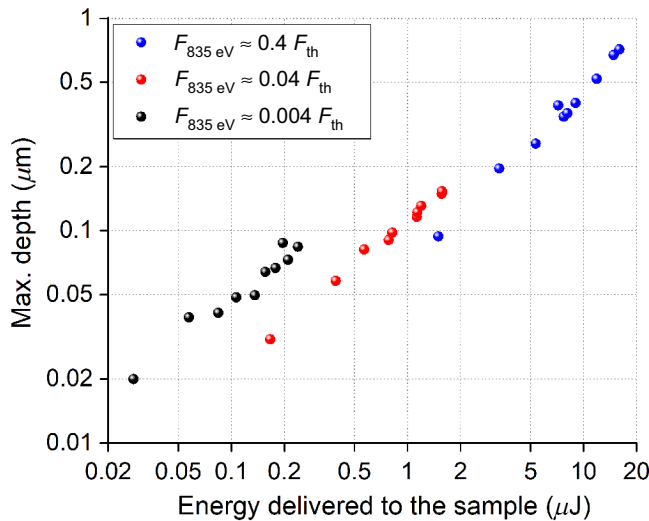 1
0.5
0.2
0.1
0.05
0.02
0.01
Max. depth (μm)
F835 eV ≈ 0.4 Fth
F835 eV ≈ 0.04 Fth
F835 eV ≈ 0.004 Fth
0.02 0.05 0.1 0.2 0.5 1 2 5 10 20
Energy delivered to the sample (μJ)